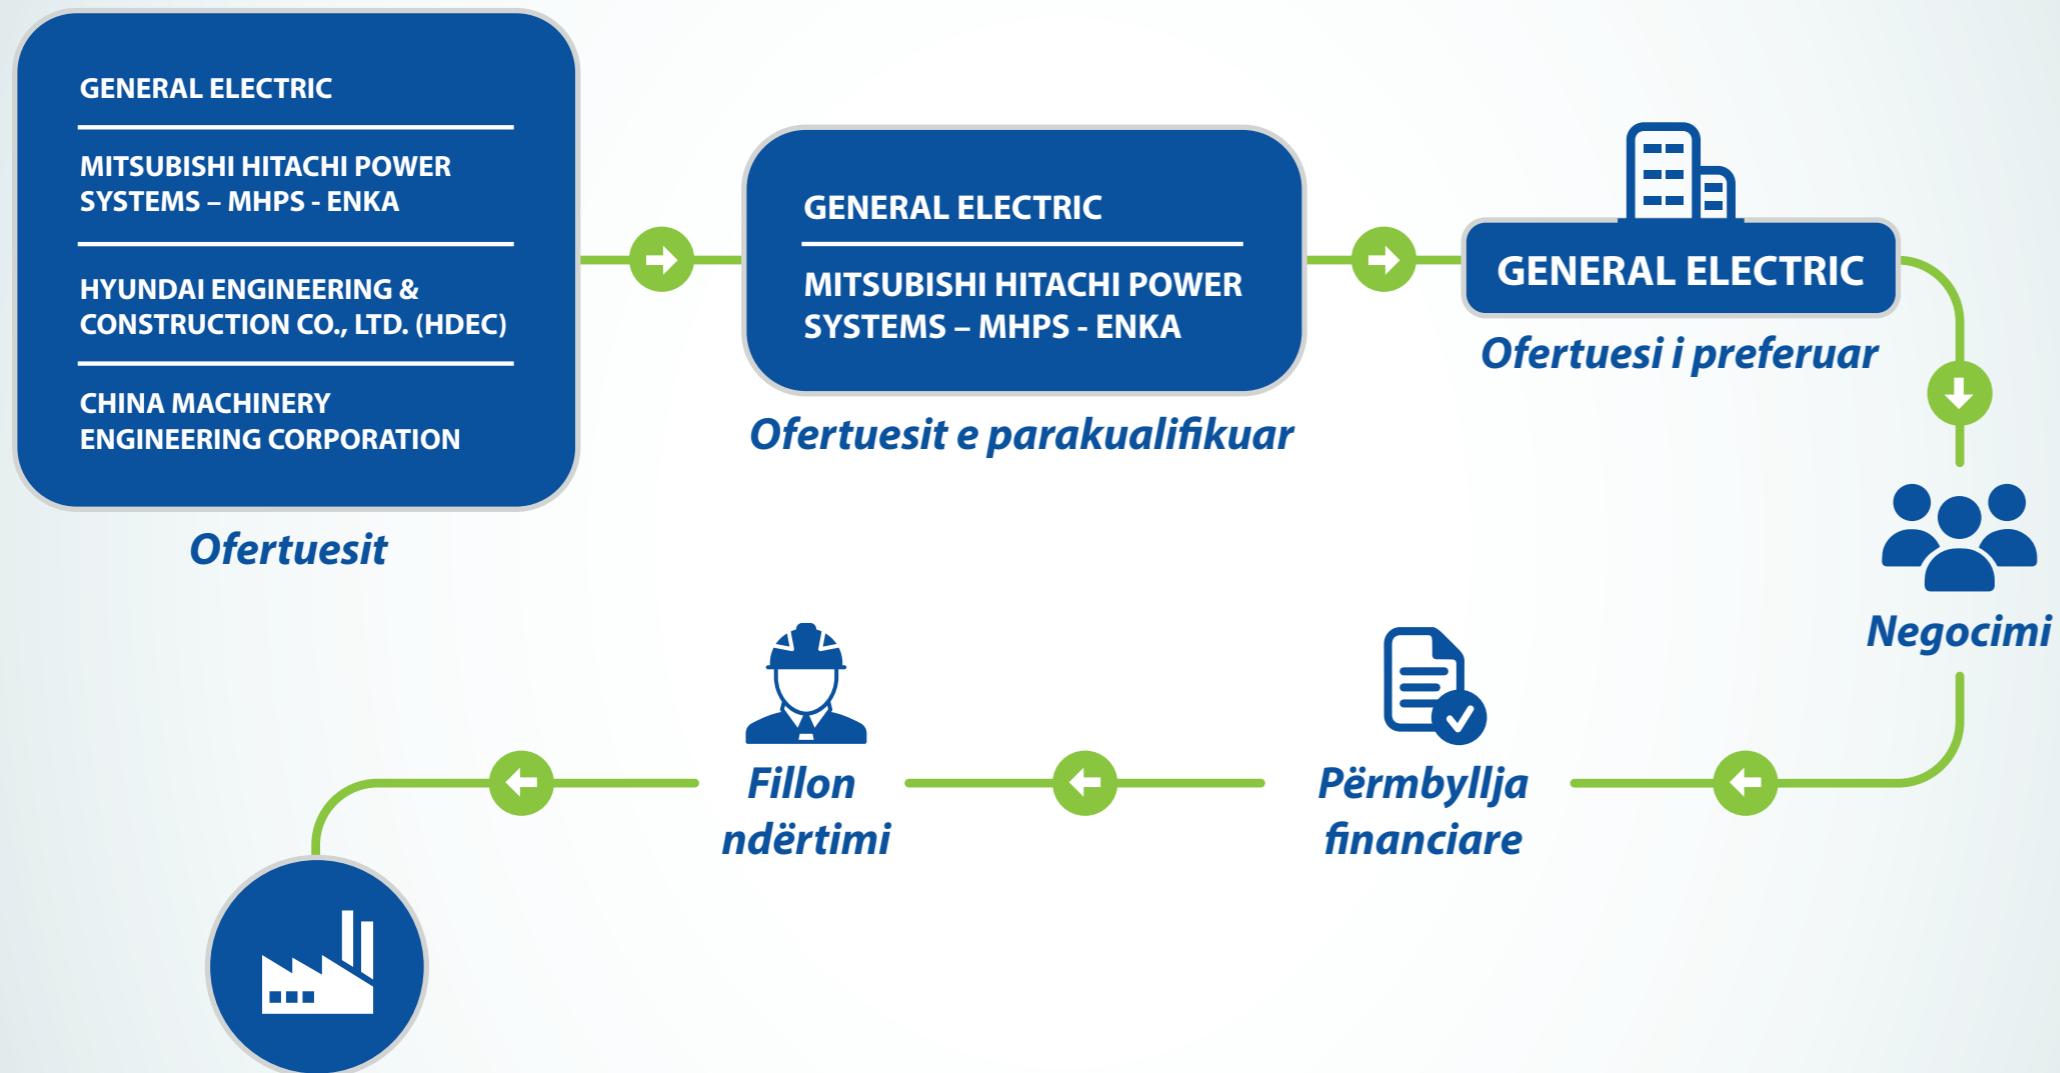 GENERAL ELECTRIC
MITSUBISHI HITACHI POWER
SYSTEMS – MHPS - ENKA
HYUNDAI ENGINEERING &
CONSTRUCTION CO., LTD. (HDEC)
CHINA MACHINERY
ENGINEERING CORPORATION
Ofertuesit
GENERAL ELECTRIC
MITSUBISHI HITACHI POWER
SYSTEMS – MHPS - ENKA
Ofertuesit e parakualifikuar
GENERAL ELECTRIC
Ofertuesi i preferuar
Negocimi
Përmbyllja
financiare
Fillon
ndërtimi